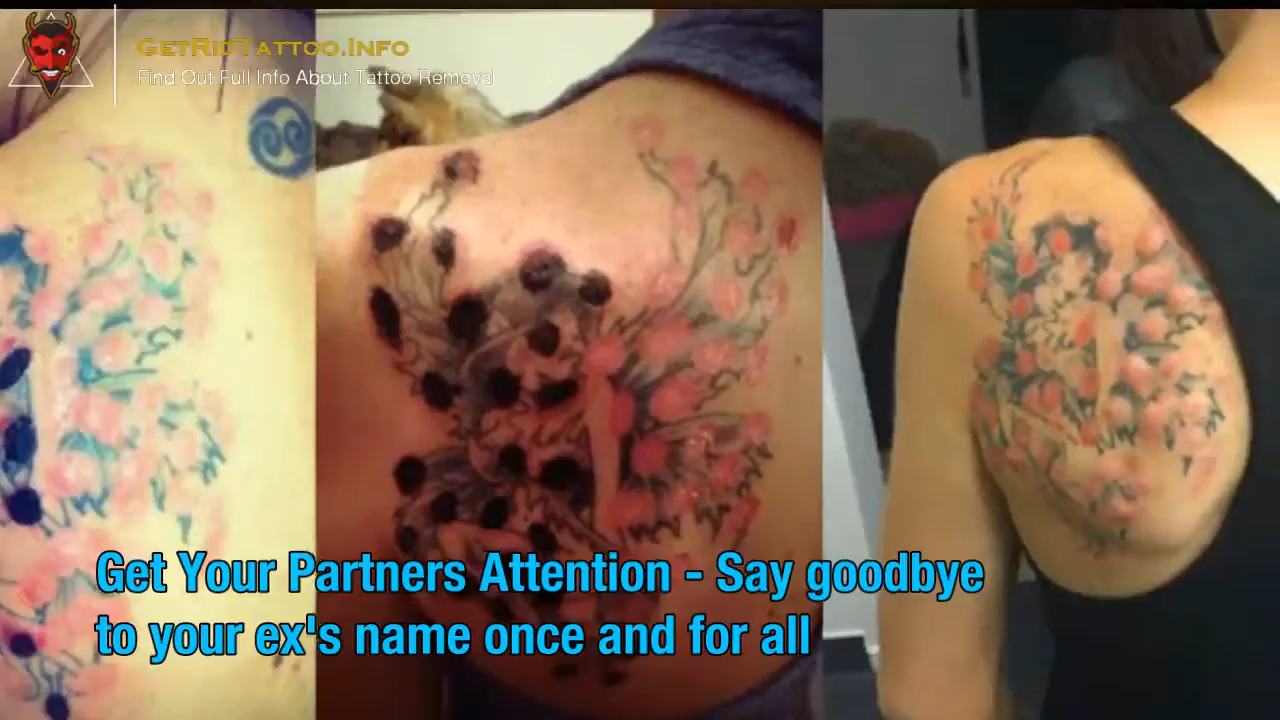 GetRidTattoo.Info
Find Out Full Info About Tattoo Removal
Get Your Partners Attention - Say goodbye
to your ex's name once and for all